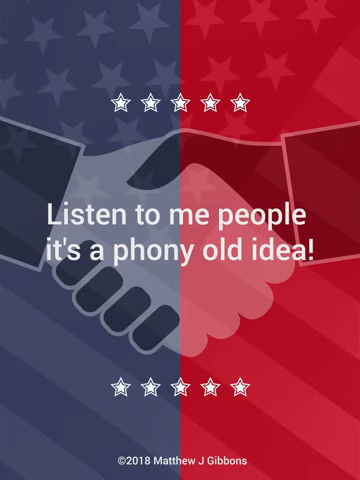 Listen to me people
it's a phony old idea!
©2018 Matthew J Gibbons